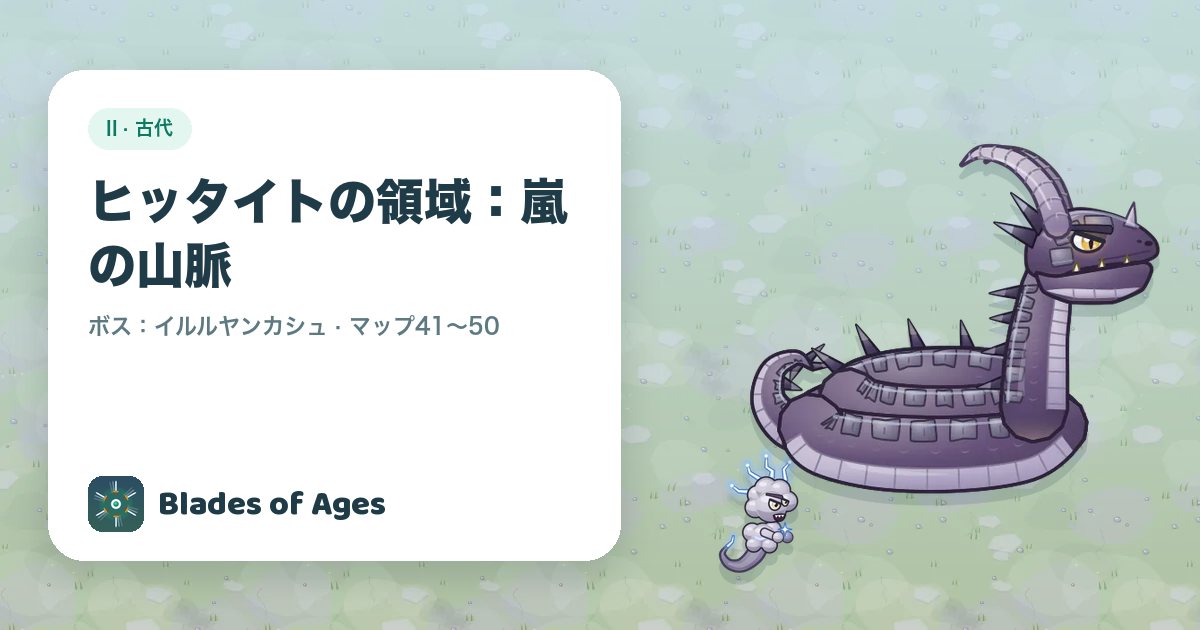 II · 古代
ヒッタイトの領域：嵐
の山脈
ボス：イルルヤンカシュ · マップ41〜50
Blades of Ages